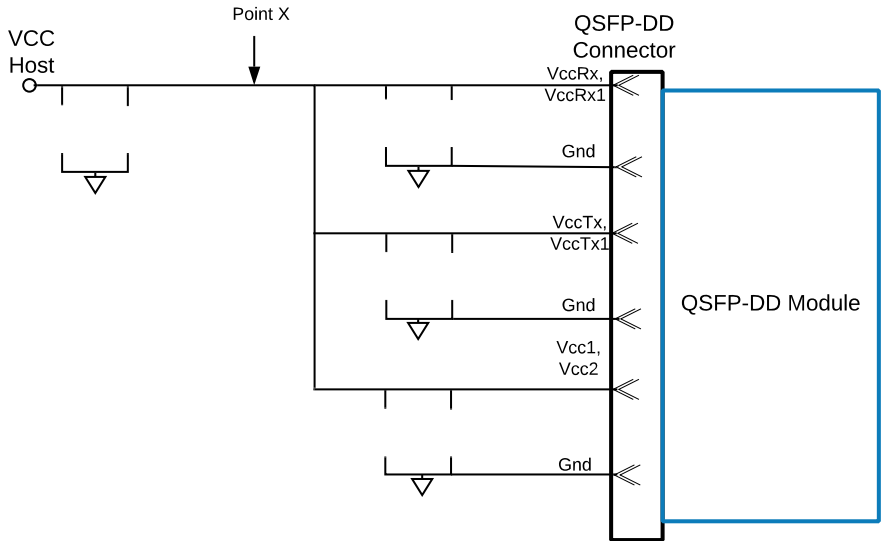 Point X
VCC
Host
QSFP-DD
Connector
VccRx,
VccRx1
Gnd
VccTx,
VccTx1
Gnd
QSFP-DD Module
Vcc1,
Vcc2
Gnd